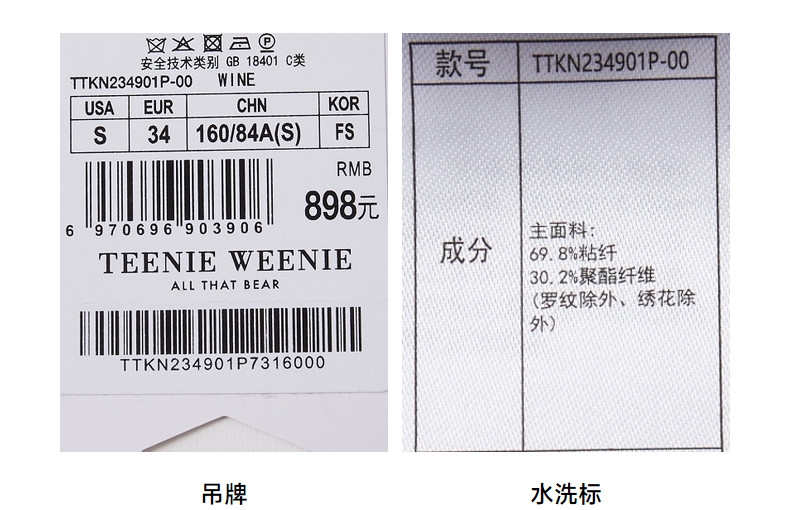 安全技术类别 GB 18401 C类
TTKN234901P-00 WINE
USA EUR CHN KOR
S 34 160/84A(S) FS
RMB
898元
6 970696 903906
TEENIE WEENIE
ALL THAT BEAR
TTKN234901P7316000
款号 TTKN234901P-00
成分
主面料:
69.8%粘纤
30.2%聚酯纤维
(罗纹除外、绣花除
外)
吊牌
水洗标